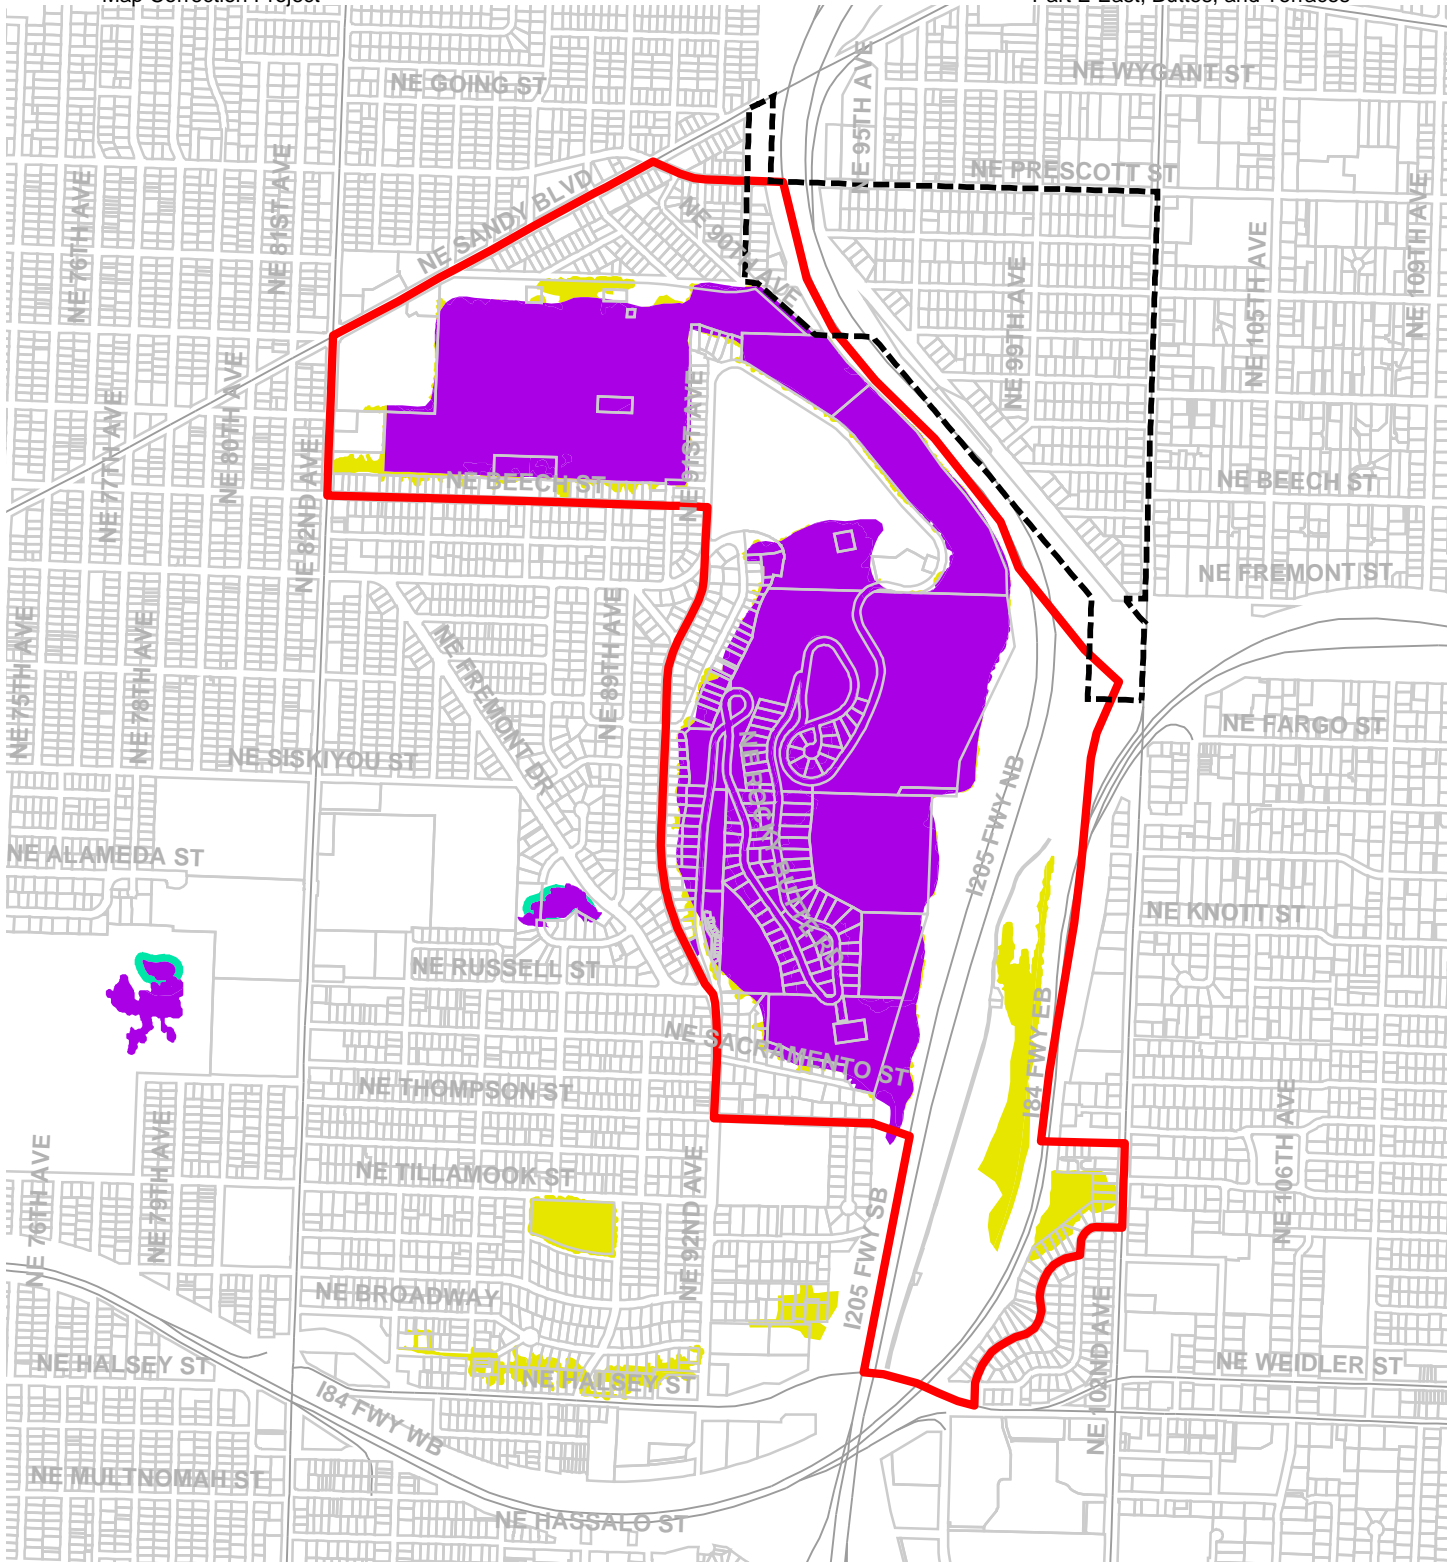 NE GOING ST
NE 95TH AVE
NE WYGANT ST
NE PRESCOTT ST
NE 76TH AVE
NE 81ST AVE
NE SANDY BLVD
NE 90TH AVE
NE 99TH AVE
NE 105TH AVE
NE 109TH AVE
NE 77TH AVE
NE 80TH AVE
NE 82ND AVE
NE 91ST AVE
NE BEECH ST
NE BEECH ST
NE FREMONT ST
NE 75TH AVE
NE 78TH AVE
NE FREMONT DR
NE 89TH AVE
NE SISKIYOU ST
NE FARGO ST
I205 FWY NB
NE ALAMEDA ST
NE KNOTT ST
NE RUSSELL ST
NE SACRAMENTO ST
I84 FWY EB
NE THOMPSON ST
NE 106TH AVE
NE 76TH AVE
NE 79TH AVE
NE TILLAMOOK ST
NE 92ND AVE
I205 FWY SB
NE BROADWAY
NE 102ND AVE
NE HALSEY ST
NE HALSEY ST
NE WEIDLER ST
I84 FWY WB
NE MULTNOMAH ST
NE HASSALO ST